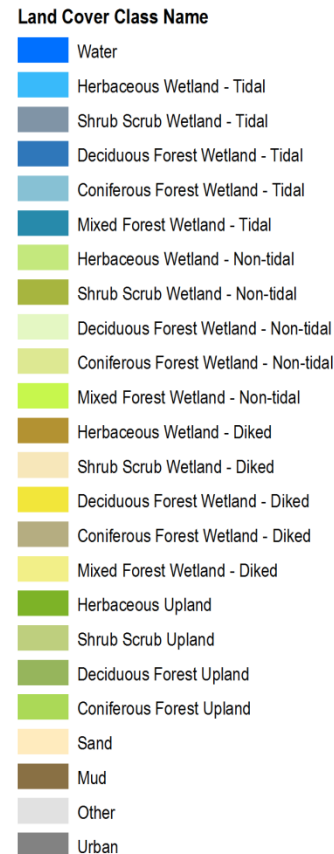 Land Cover Class Name
Water
Herbaceous Wetland - Tidal
Shrub Scrub Wetland - Tidal
Deciduous Forest Wetland - Tidal
Coniferous Forest Wetland - Tidal
Mixed Forest Wetland - Tidal
Herbaceous Wetland - Non-tidal
Shrub Scrub Wetland - Non-tidal
Deciduous Forest Wetland - Non-tidal
Coniferous Forest Wetland - Non-tidal
Mixed Forest Wetland - Non-tidal
Herbaceous Wetland - Diked
Shrub Scrub Wetland - Diked
Deciduous Forest Wetland - Diked
Coniferous Forest Wetland - Diked
Mixed Forest Wetland - Diked
Herbaceous Upland
Shrub Scrub Upland
Deciduous Forest Upland
Coniferous Forest Upland
Sand
Mud
Other
Urban